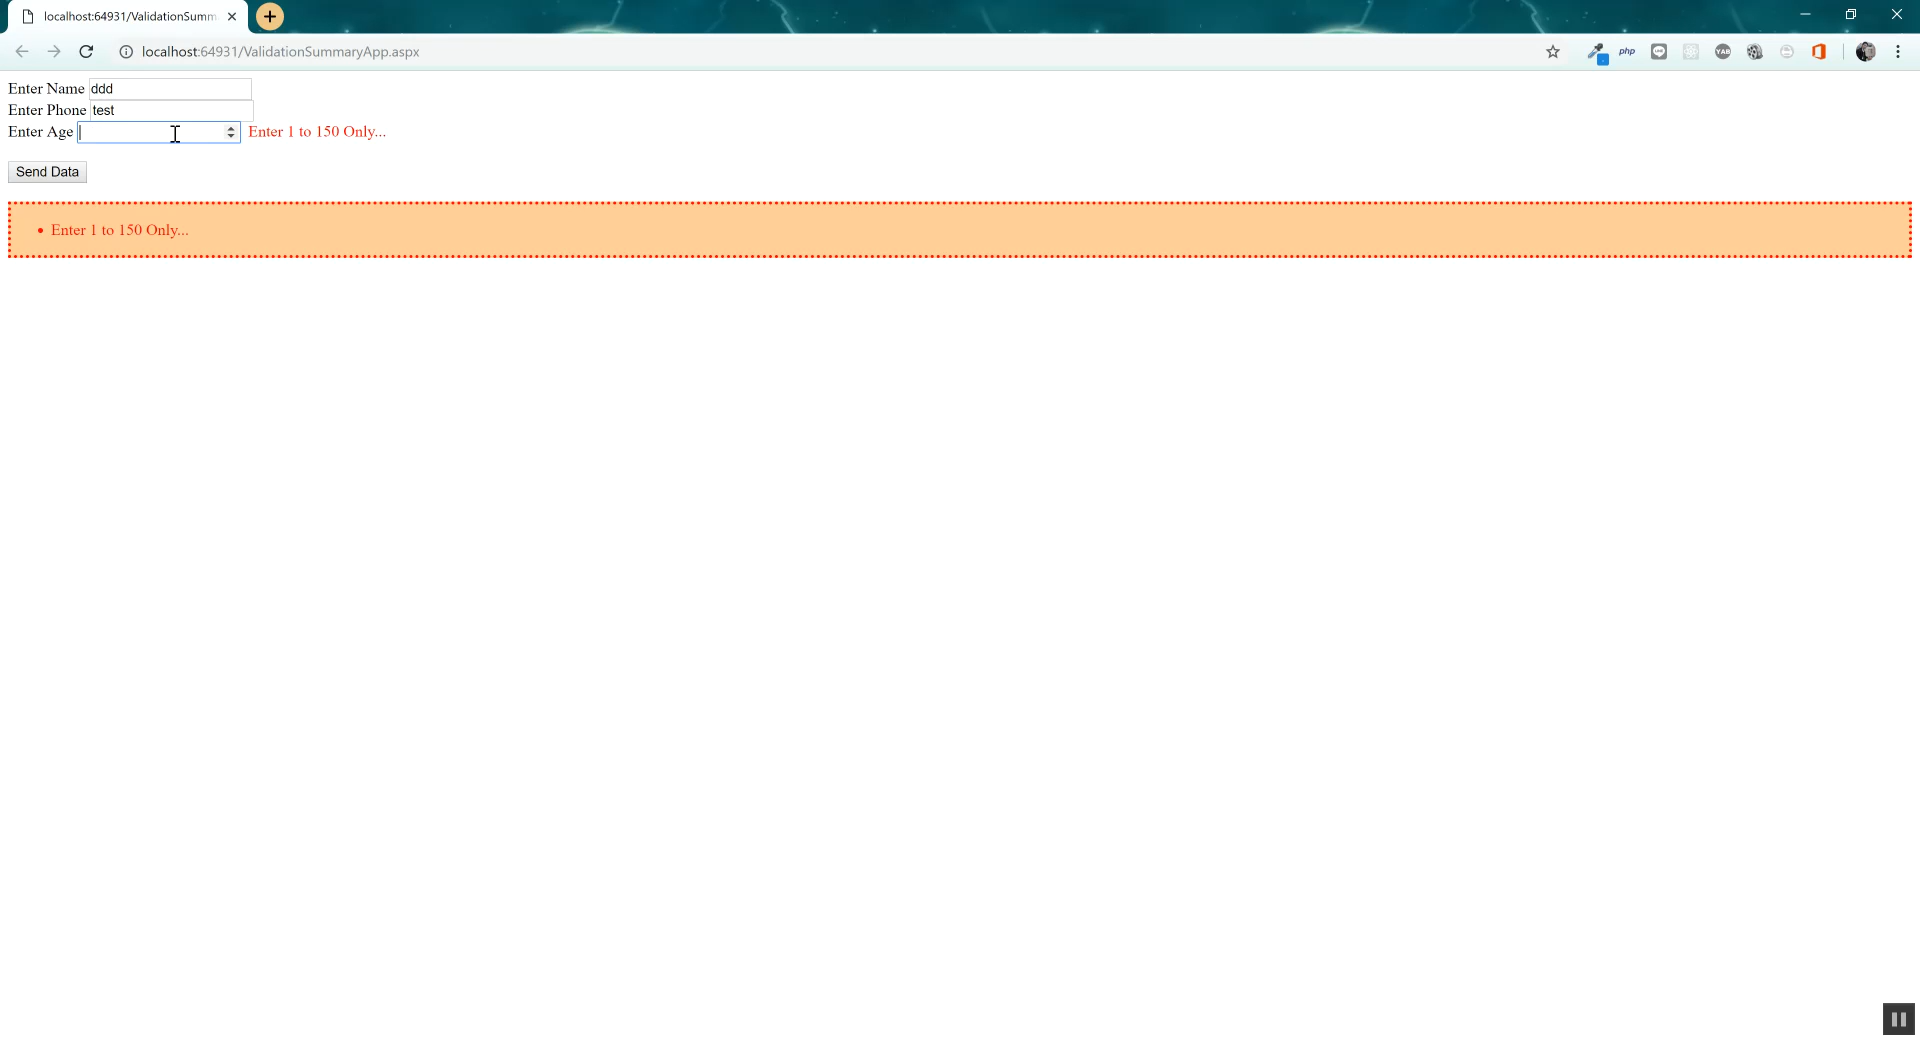 localhost:64931/ValidationSumm
localhost:64931/ValidationSummaryApp.aspx
php
YAB
Enter Name ddd
Enter Phone test
Enter Age Enter 1 to 150 Only...
Send Data
• Enter 1 to 150 Only...